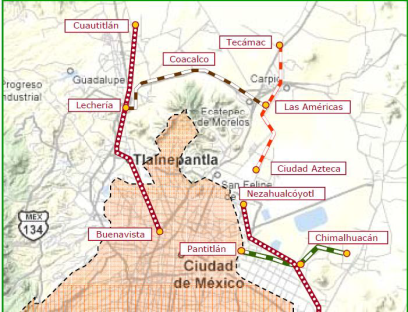 Cuautitlán
Tecámac
Coacalco
Progreso
Industrial
Guadalupe
Carpio
Lechería
Las Américas
Ecatepec
de Morelos
Tlalnepantla
Ciudad Azteca
San Felipe
de
Nezahualcóyotl
MEX
134
Buenavista
Pantitlán
Chimalhuacán
Ciudad
de México